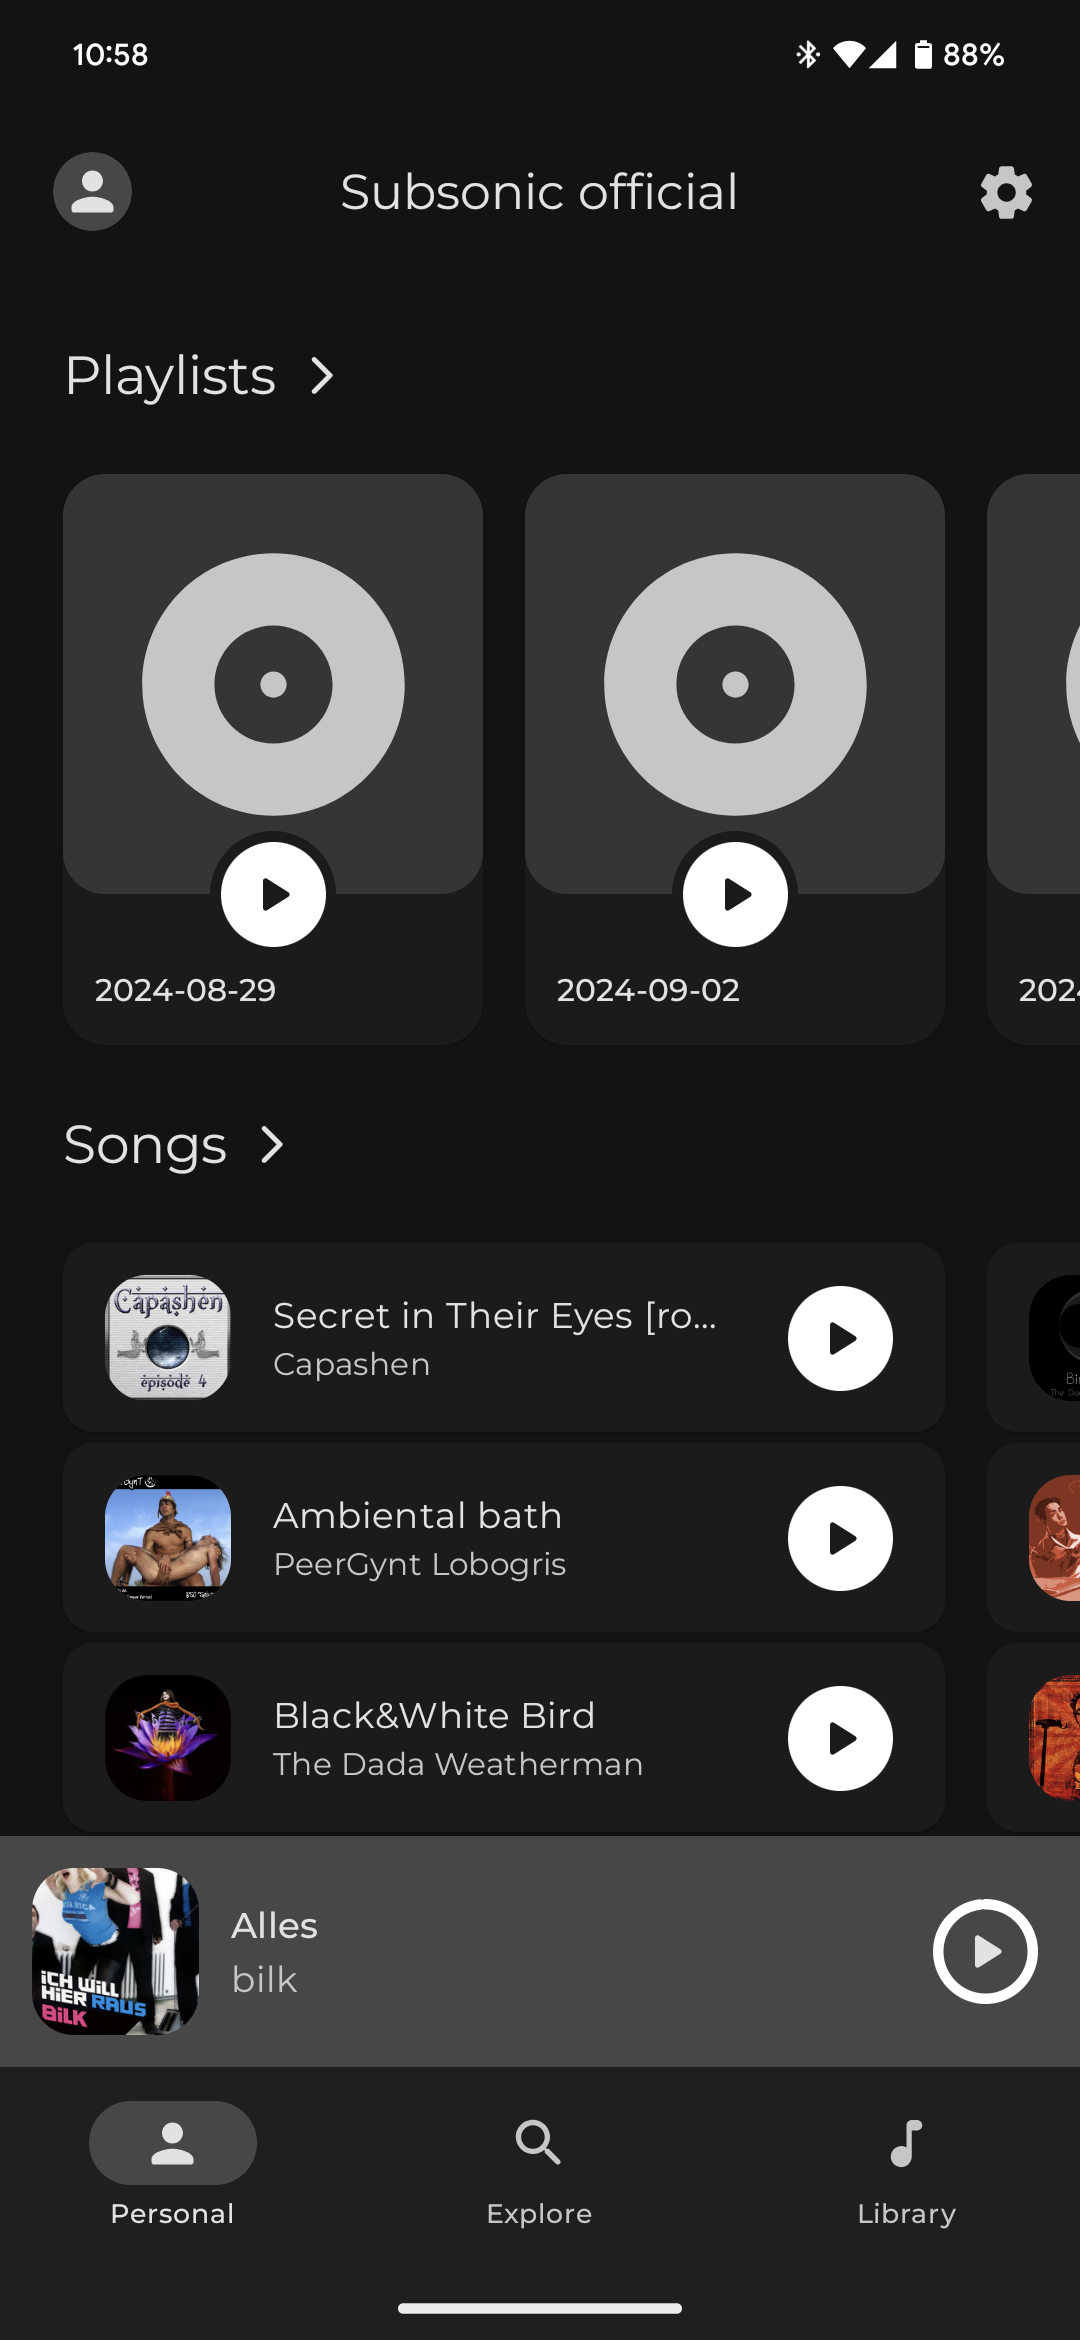 10:58
88%
Subsonic official
Playlists
2024-08-29
2024-09-02
202
Songs
Capashen
episode 4
Secret in Their Eyes [ro...
Capashen
Ambiental bath
PeerGynt Lobogris
Black&White Bird
The Dada Weatherman
iCH WiLL
HiER RAUS
BiLK
Alles
bilk
Personal
Explore
Library